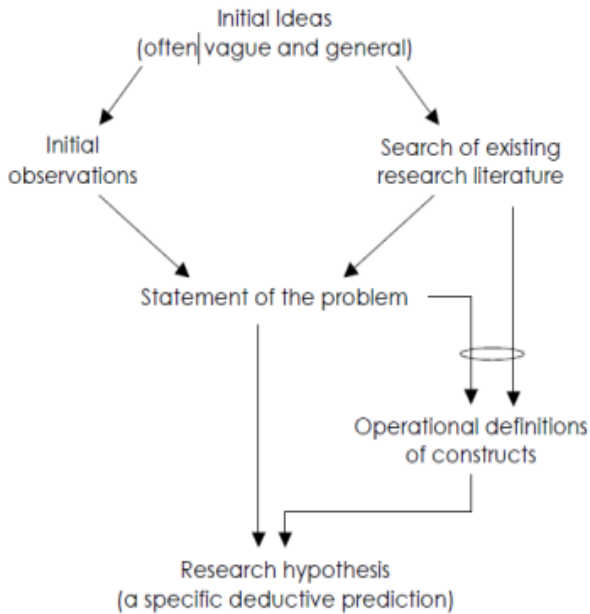 Initial Ideas
(often vague and general)
Initial
observations
Search of existing
research literature
Statement of the problem
Operational definitions
of constructs
Research hypothesis
(a specific deductive prediction)